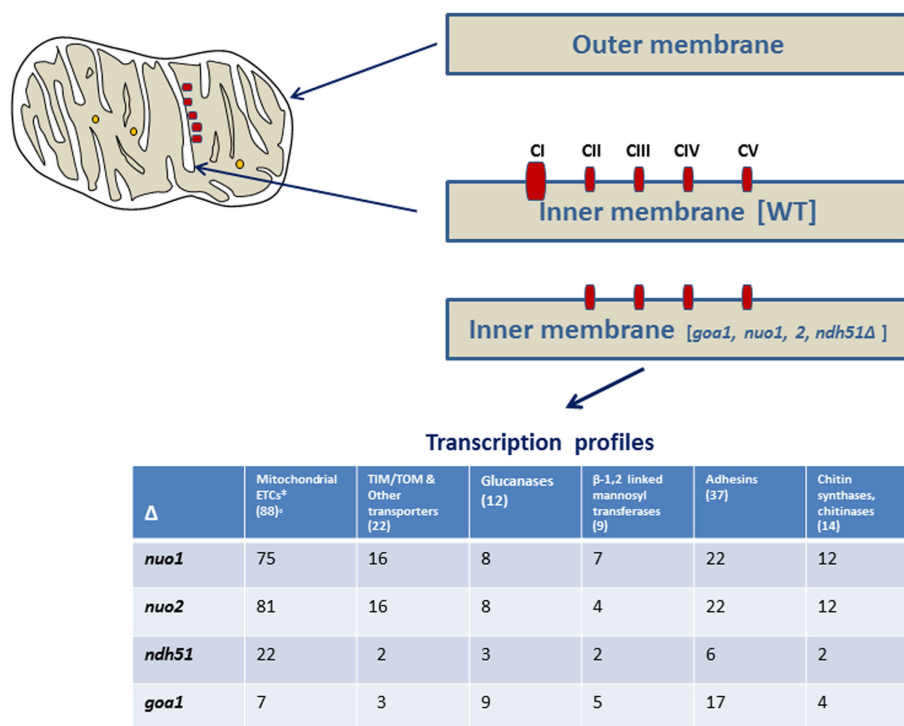 Outer membrane
CI CII CIII CIV CV
Inner membrane [WT]
Inner membrane [goa1, nuo1, 2, ndh51Δ ]
Transcription profiles
Δ
Mitochondrial
ETCs*
(88)◦
TIM/TOM &
Other
transporters
(22)
Glucanases
(12)
β-1,2 linked
mannosyl
transferases
(9)
Adhesins
(37)
Chitin
synthases,
chitinases
(14)
nuo1 75 16 8 7 22 12
nuo2 81 16 8 4 22 12
ndh51 22 2 3 2 6 2
goa1 7 3 9 5 17 4